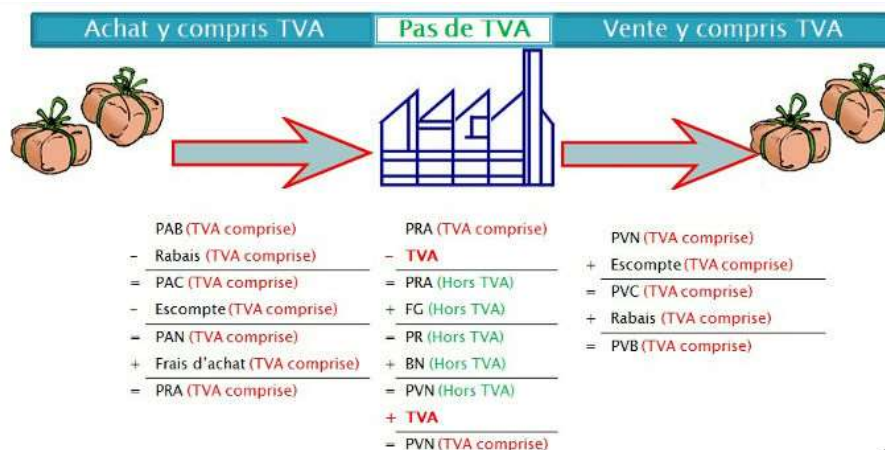 Achat y compris TVA
Pas de TVA
Vente y compris TVA
PAB (TVA comprise)
- Rabais (TVA comprise)
= PAC (TVA comprise)
- Escompte (TVA comprise)
= PAN (TVA comprise)
+ Frais d'achat (TVA comprise)
= PRA (TVA comprise)
PRA (TVA comprise)
- TVA
= PRA (Hors TVA)
+ FG (Hors TVA)
= PR (Hors TVA)
+ BN (Hors TVA)
= PVN (Hors TVA)
+ TVA
= PVN (TVA comprise)
PVN (TVA comprise)
+ Escompte (TVA comprise)
= PVC (TVA comprise)
+ Rabais (TVA comprise)
= PVB (TVA comprise)